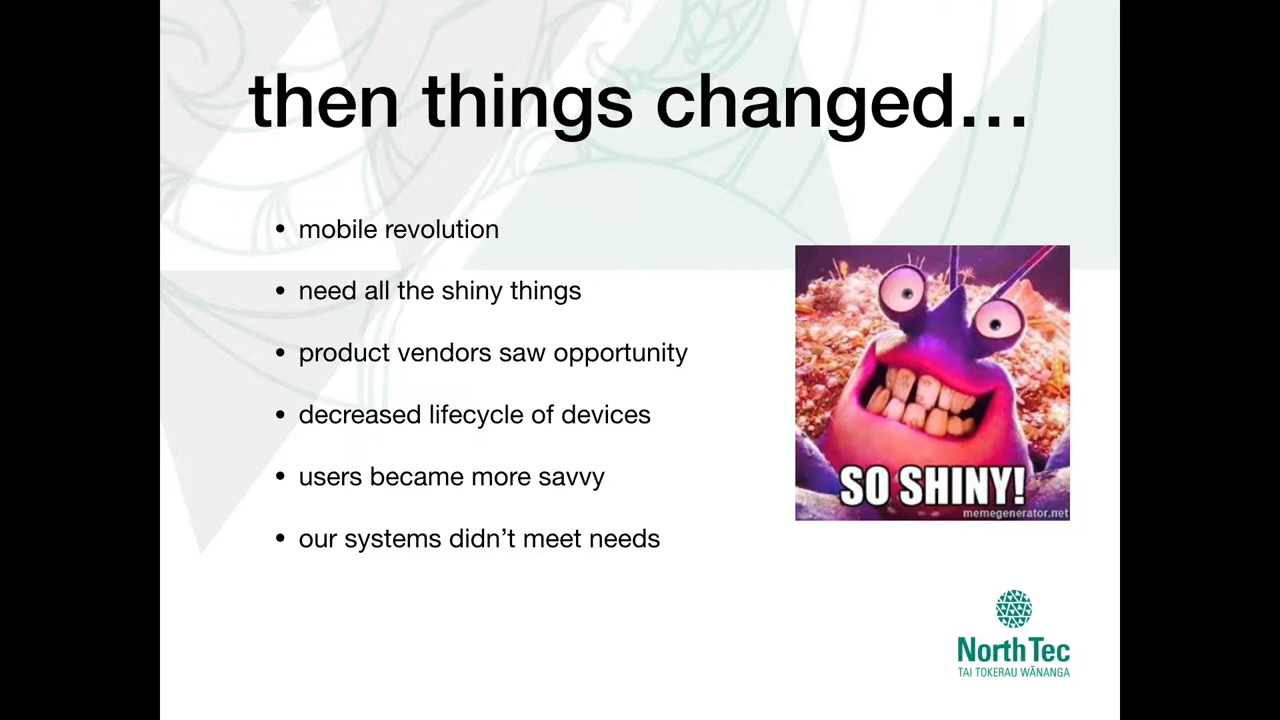 then things changed...
• mobile revolution
• need all the shiny things
• product vendors saw opportunity
• decreased lifecycle of devices
• users became more savvy
• our systems didn’t meet needs
SO SHINY!
memegenerator.net
NorthTec
TAI TOKERAU WĀNANGA